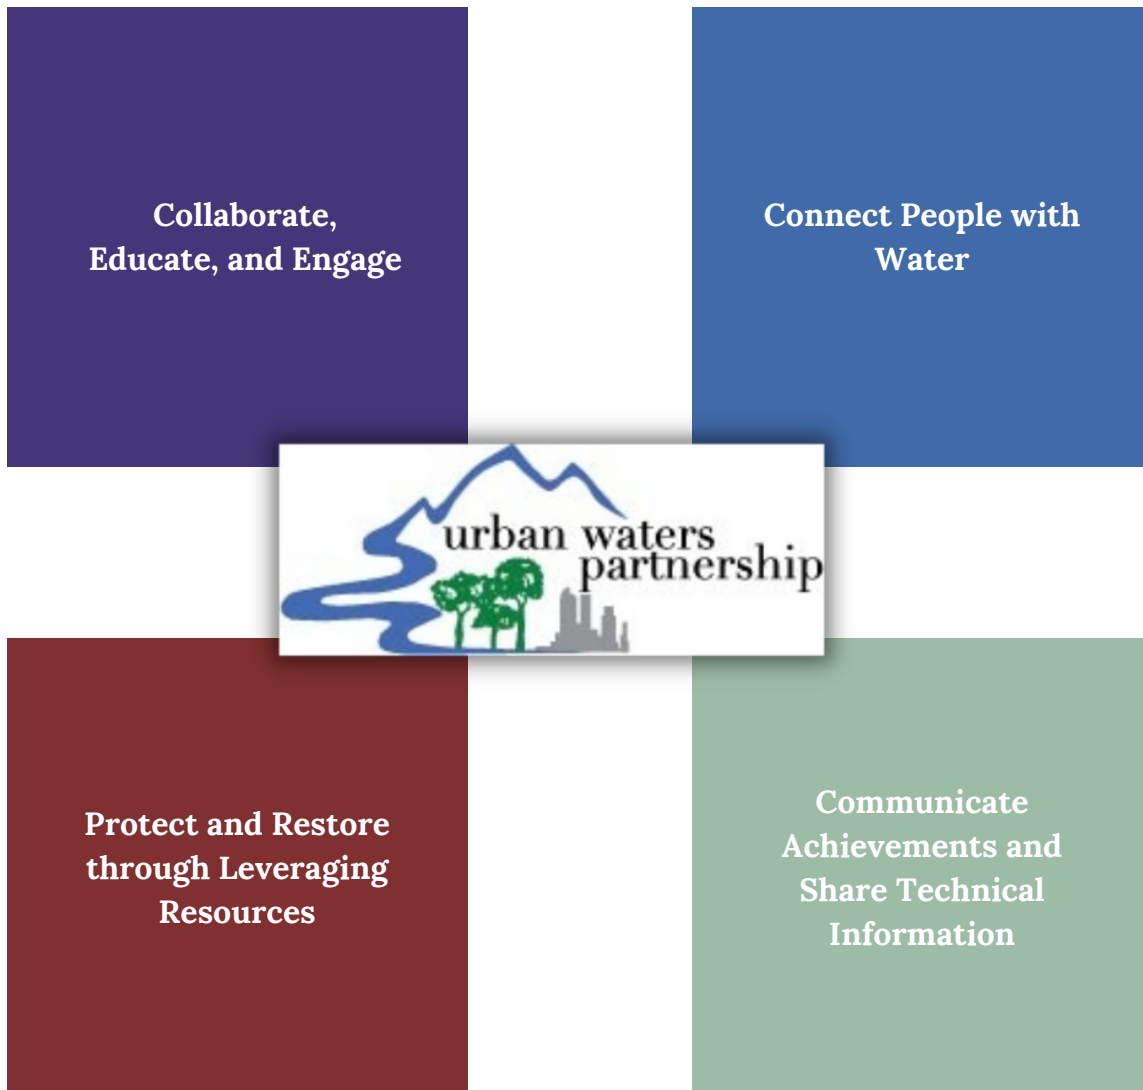 Collaborate,
Educate, and Engage
Connect People with
Water
urban waters
partnership
Protect and Restore
through Leveraging
Resources
Communicate
Achievements and
Share Technical
Information